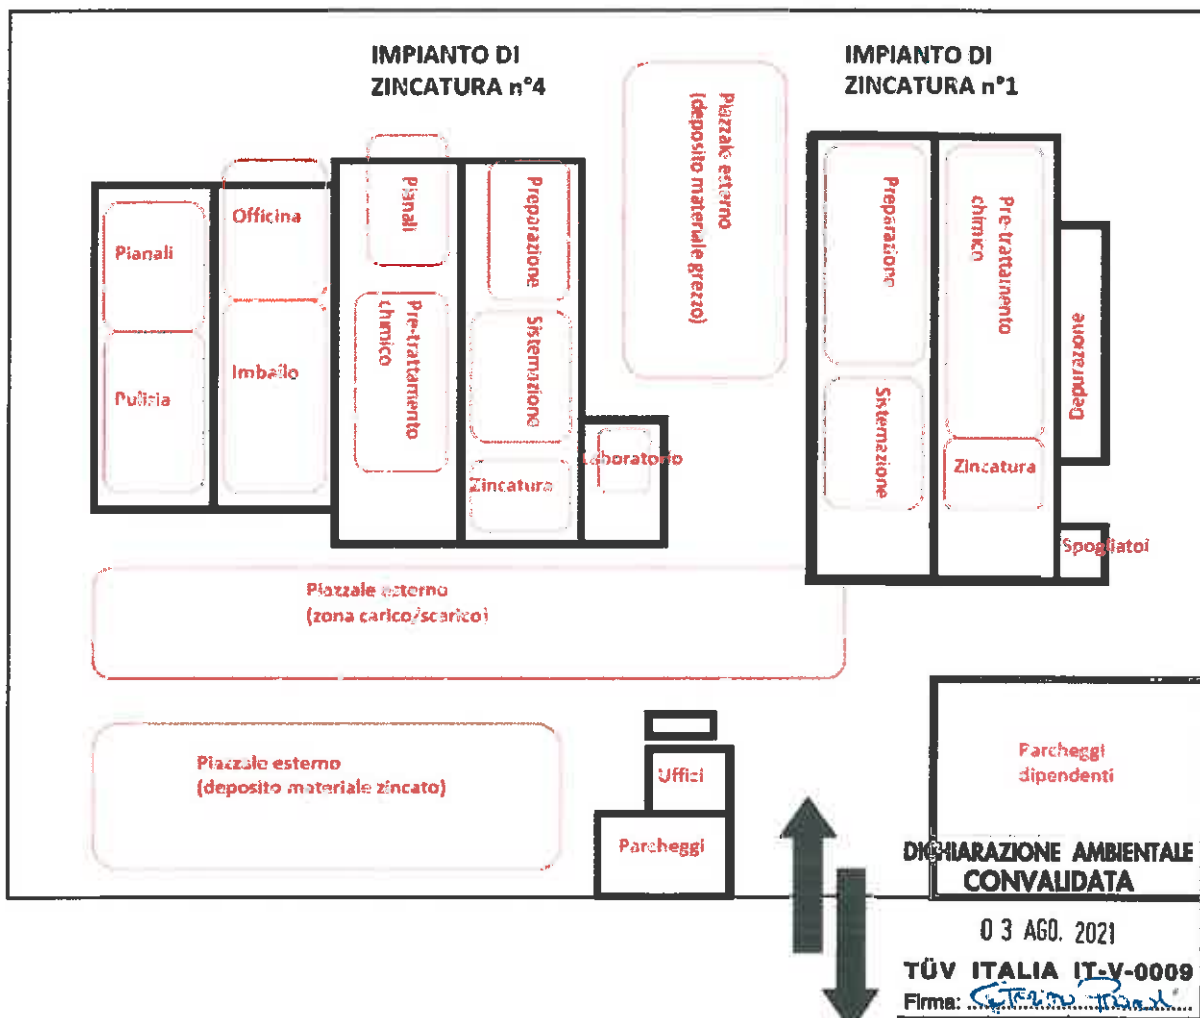 IMPIANTO DI
ZINCATURA n°4
IMPIANTO DI
ZINCATURA n°1
Pianali
Pulizia
Officina
Imballo
Pianali
Pre-trattamento
chimico
Preparazione
Sistemazione
Zincatura
Laboratorio
Piazzale esterno
(deposito materiale grezzo)
Preparazione
Sistemazione
Pre-trattamento
chimico
Zincatura
Depurazione
Spogliatoi
Piazzale esterno
(zona carico/scarico)
Piazzale esterno
(deposito materiale zincato)
Uffici
Parcheggi
Parcheggi
dipendenti
DICHIARAZIONE AMBIENTALE
CONVALIDATA
03 AGO. 2021
TÜV ITALIA IT-V-0009
Firma: